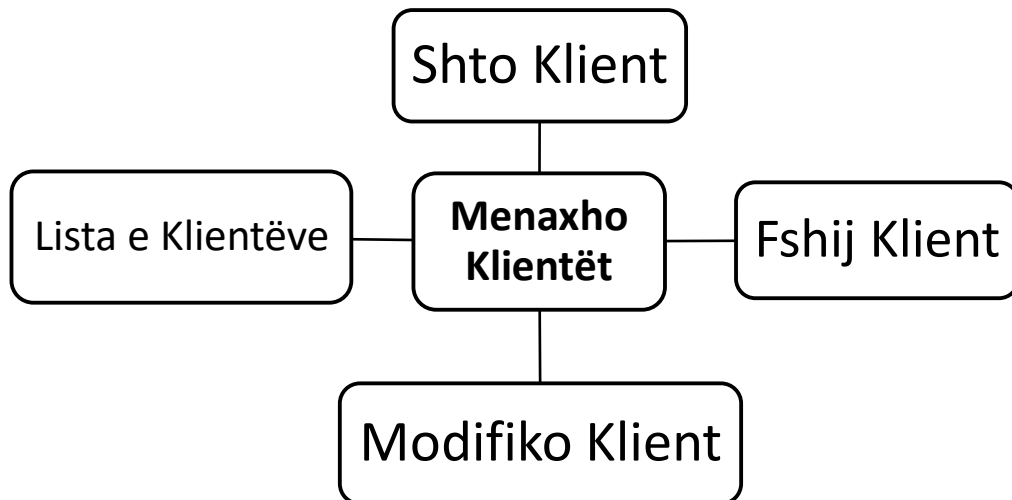 Shto Klient
Lista e Klientëve
Menaxho
Klientët
Fshij Klient
Modifiko Klient